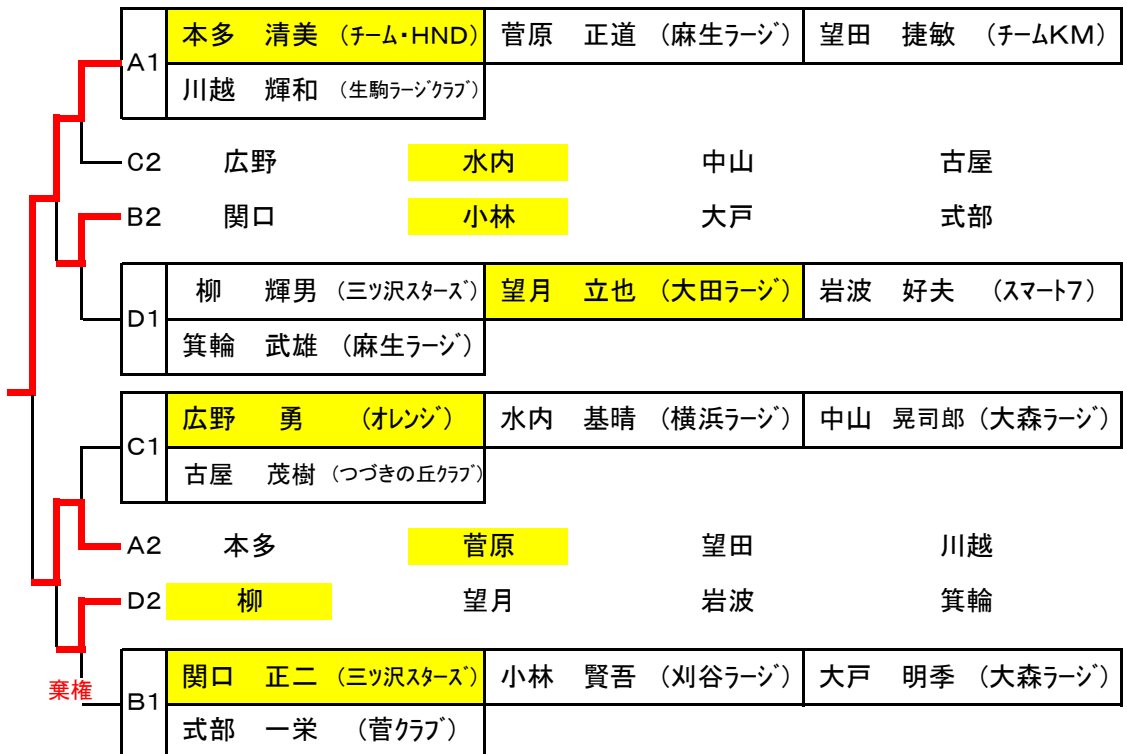 本多 清美 (チーム・HND) 菅原 正道 (麻生ラージ) 望田 捷敏 (チームKM)
A1
川越 輝和 (生駒ラージクラブ)
C2 広野 水内 中山 古屋
B2 関口 小林 大戸 式部
柳 輝男 (三ツ沢スターズ) 望月 立也 (大田ラージ) 岩波 好夫 (スマート7)
D1
箕輪 武雄 (麻生ラージ)
広野 勇 (オレンジ) 水内 基晴 (横浜ラージ) 中山 晃司郎 (大森ラージ)
C1
古屋 茂樹 (つづきの丘クラブ)
A2 本多 菅原 望田 川越
D2 柳 望月 岩波 箕輪
関口 正二 (三ツ沢スターズ) 小林 賢吾 (刈谷ラージ) 大戸 明季 (大森ラージ)
棄権
B1
式部 一栄 (菅クラブ)